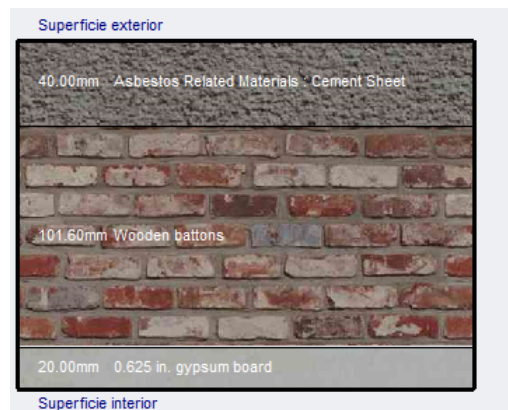 Superficie exterior
40.00mm Asbestos Related Materials : Cement Sheet
101.60mm Wooden battons
20.00mm 0.625 in. gypsum board
Superficie interior